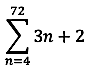 72
∑ 3n + 2
n=4